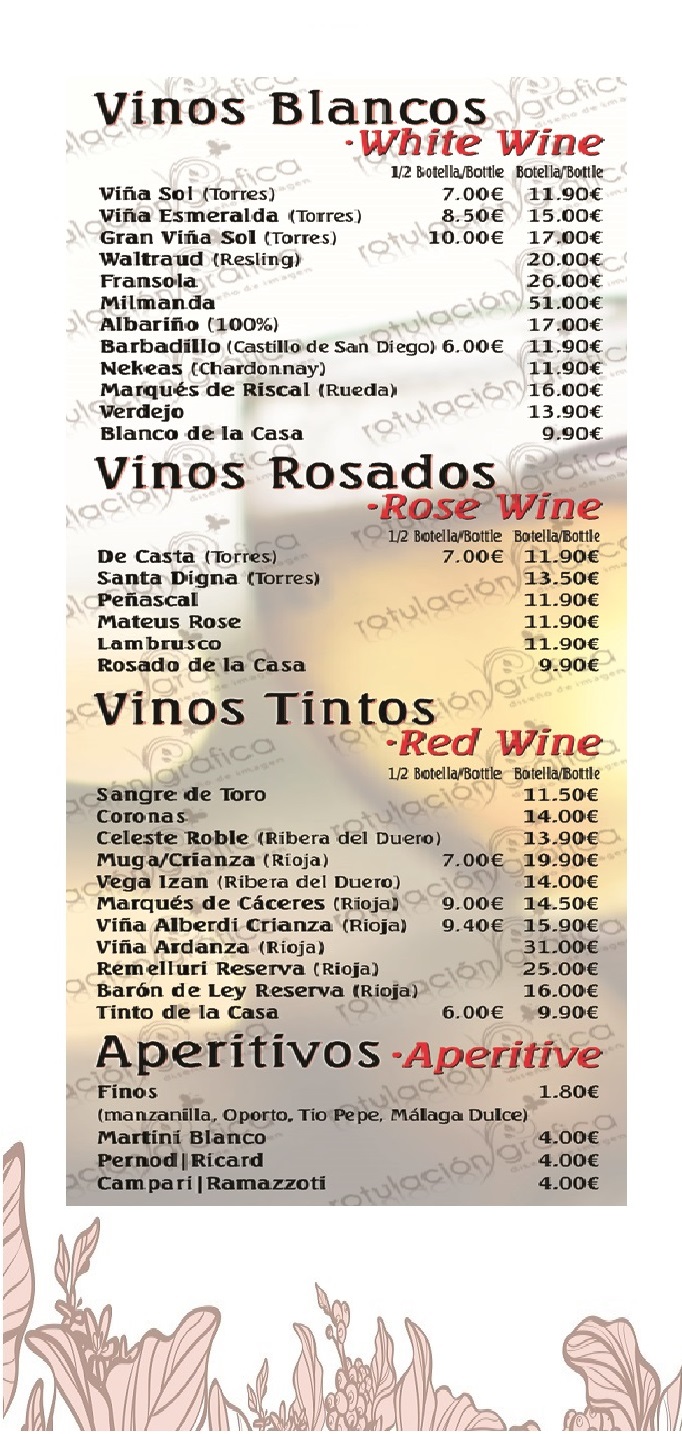 Vinos Blancos
·White Wine
1/2 Botella/Bottle Botella/Bottle
Viña Sol (Torres) 7.00€ 11.90€
Viña Esmeralda (Torres) 8.50€ 15.00€
Gran Viña Sol (Torres) 10.00€ 17.00€
Waltraud (Resling) 20.00€
Fransola 26.00€
Milmanda 51.00€
Albariño (100%) 17.00€
Barbadillo (Castillo de San Diego) 6.00€ 11.90€
Nekeas (Chardonnay) 11.90€
Marqués de Riscal (Rueda) 16.00€
Verdejo 13.90€
Blanco de la Casa 9.90€
Vinos Rosados
·Rose Wine
1/2 Botella/Bottle Botella/Bottle
De Casta (Torres) 7.00€ 11.90€
Santa Digna (Torres) 13.50€
Peñascal 11.90€
Mateus Rose 11.90€
Lambrusco 11.90€
Rosado de la Casa 9.90€
Vinos Tintos
·Red Wine
1/2 Botella/Bottle Botella/Bottle
Sangre de Toro 11.50€
Coronas 14.00€
Celeste Roble (Ribera del Duero) 13.90€
Muga/Crianza (Rioja) 7.00€ 19.90€
Vega Izan (Ribera del Duero) 14.00€
Marqués de Cáceres (Rioja) 9.00€ 14.50€
Viña Alberdi Crianza (Rioja) 9.40€ 15.90€
Viña Ardanza (Rioja) 31.00€
Remelluri Reserva (Rioja) 25.00€
Barón de Ley Reserva (Rioja) 16.00€
Tinto de la Casa 6.00€ 9.90€
Aperitivos ·Aperitive
Finos 1.80€
(manzanilla, Oporto, Tio Pepe, Málaga Dulce)
Martini Blanco 4.00€
Pernod|Ricard 4.00€
Campari|Ramazzoti 4.00€